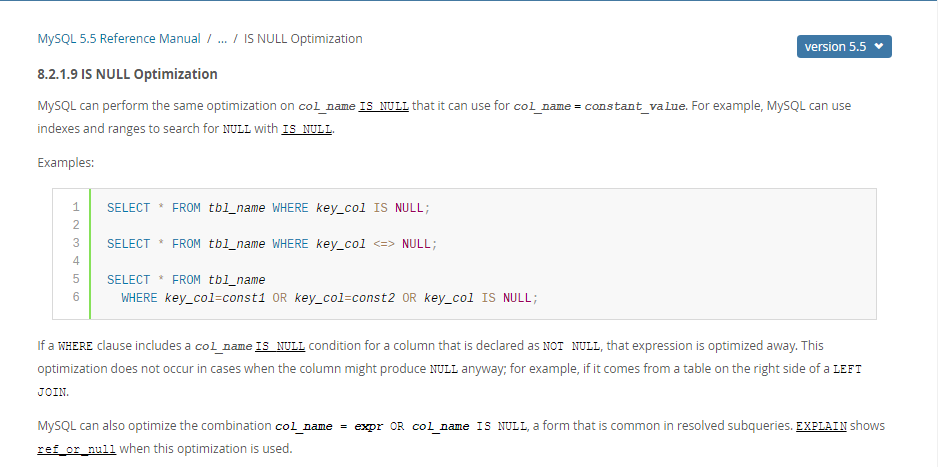 MySQL 5.5 Reference Manual / ... / IS NULL Optimization
version 5.5
8.2.1.9 IS NULL Optimization
MySQL can perform the same optimization on col_name IS NULL that it can use for col_name = constant_value. For example, MySQL can use
indexes and ranges to search for NULL with IS NULL.
Examples:
1 SELECT * FROM tbl_name WHERE key_col IS NULL;
2
3 SELECT * FROM tbl_name WHERE key_col <=> NULL;
4
5 SELECT * FROM tbl_name
6 WHERE key_col=const1 OR key_col=const2 OR key_col IS NULL;
If a WHERE clause includes a col_name IS NULL condition for a column that is declared as NOT NULL, that expression is optimized away. This
optimization does not occur in cases when the column might produce NULL anyway; for example, if it comes from a table on the right side of a LEFT
JOIN.
MySQL can also optimize the combination col_name = expr OR col_name IS NULL, a form that is common in resolved subqueries. EXPLAIN shows
ref_or_null when this optimization is used.